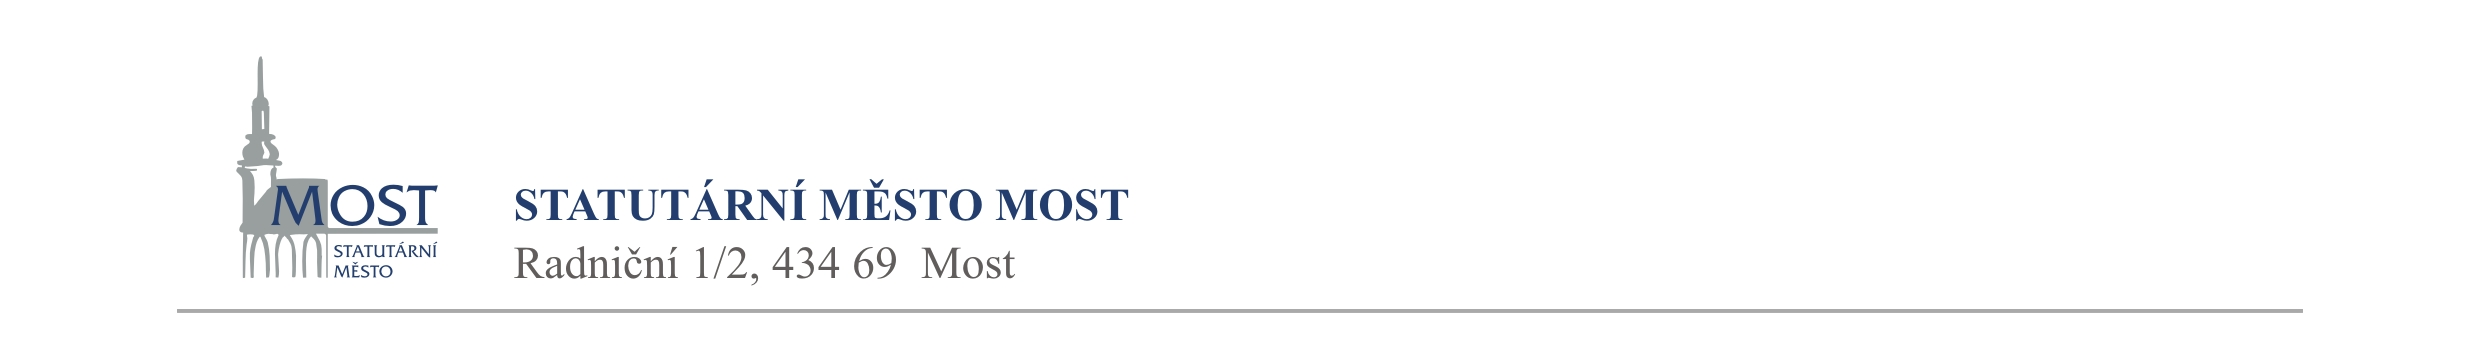 MOST
STATUTÁRNÍ
MĚSTO
STATUTÁRNÍ MĚSTO MOST
Radniční 1/2, 434 69  Most